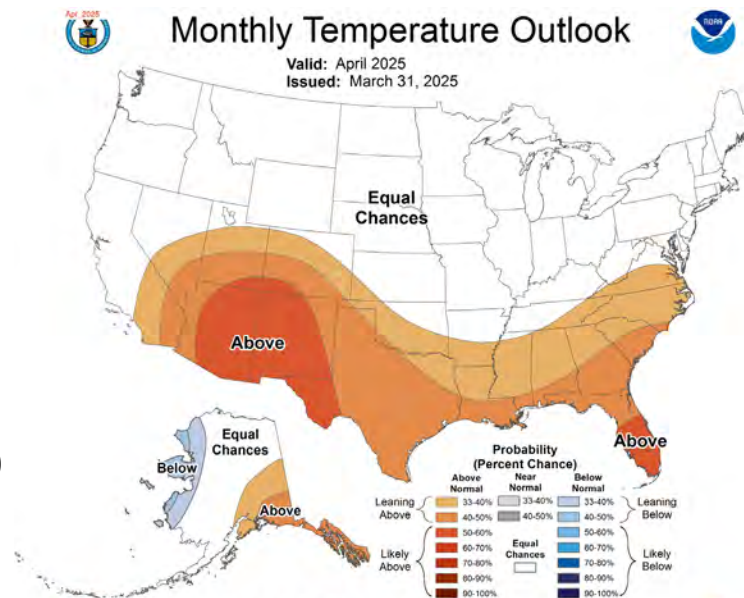 Apr, 2025
Monthly Temperature Outlook
NOAA
Valid: April 2025
Issued: March 31, 2025
Equal
Chances
Above
Above
Equal
Chances
Below
Above
Probability
(Percent Chance)
Above
Normal
Near
Normal
Below
Normal
Leaning
Above
33-40%
33-40%
33-40%
Leaning
Below
40-50%
40-50%
40-50%
Likely
Above
50-60%
50-60%
Likely
Below
60-70%
Equal
Chances
60-70%
70-80%
70-80%
80-90%
80-90%
90-100%
90-100%